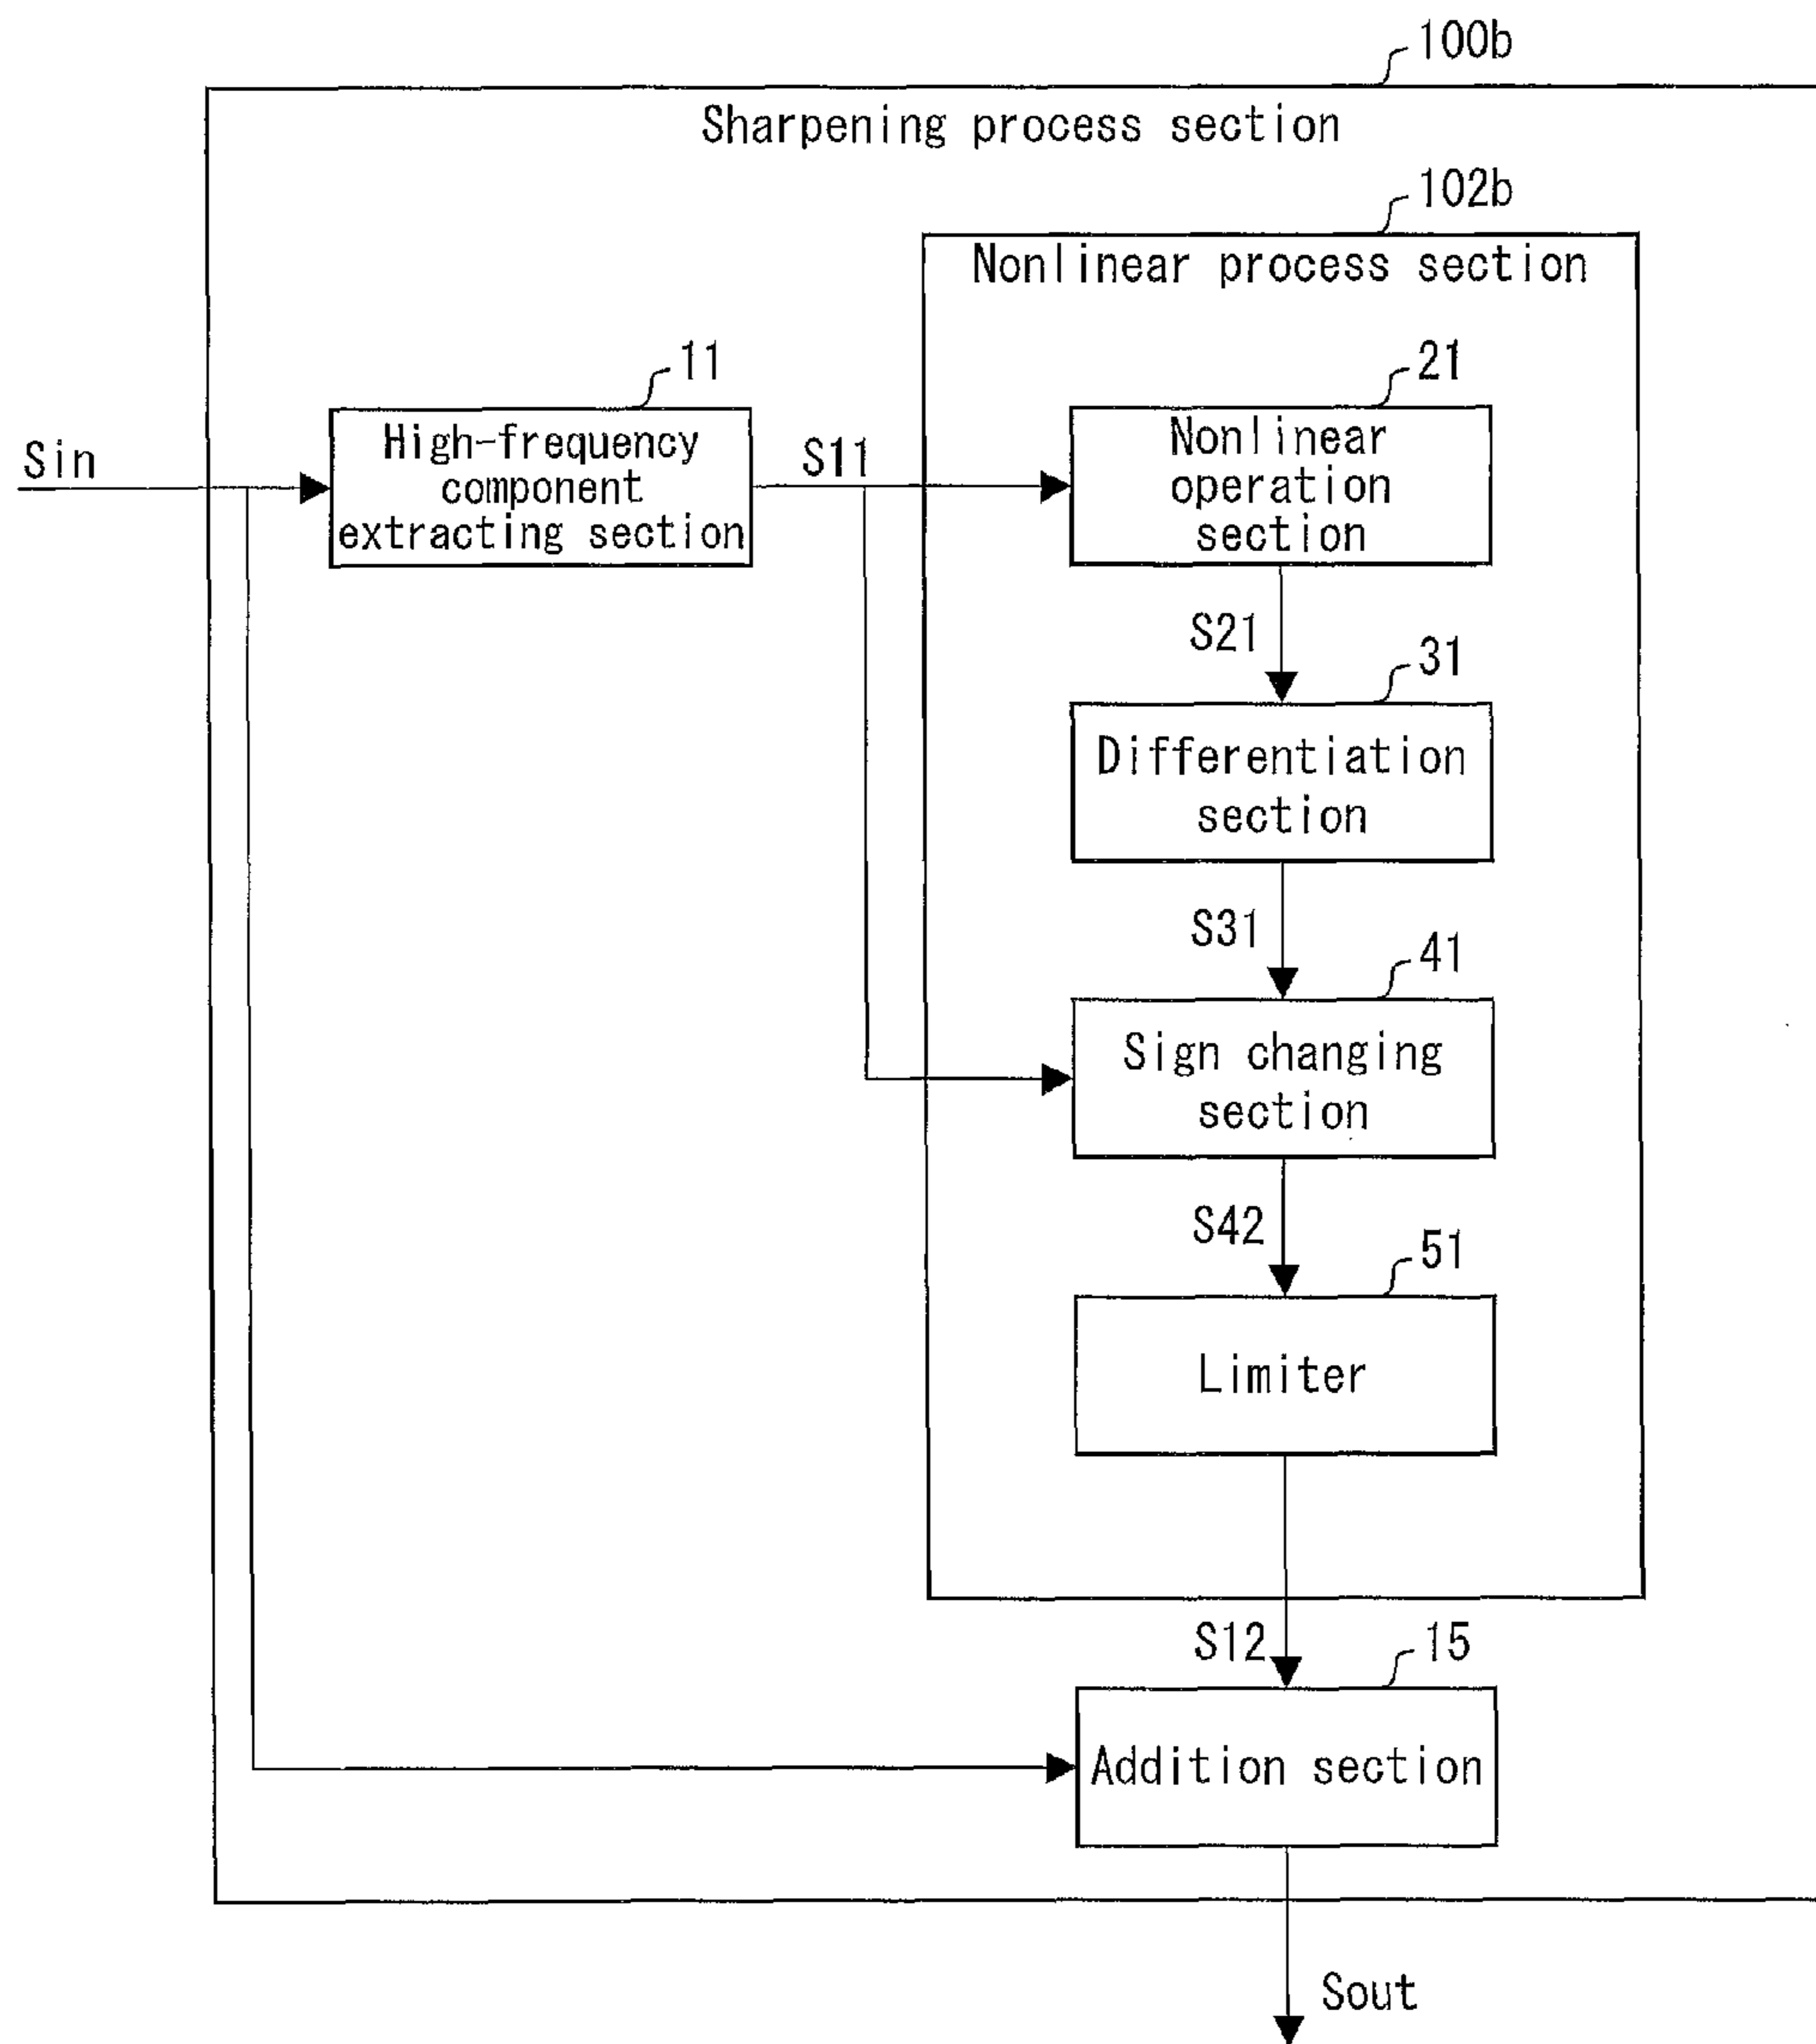 100b
Sharpening process section
102b
Nonlinear process section
11
21
Sin
High-frequency
component
extracting section
S11
Nonlinear
operation
section
S21
31
Differentiation
section
S31
41
Sign changing
section
S42
51
Limiter
S12
15
Addition section
Sout